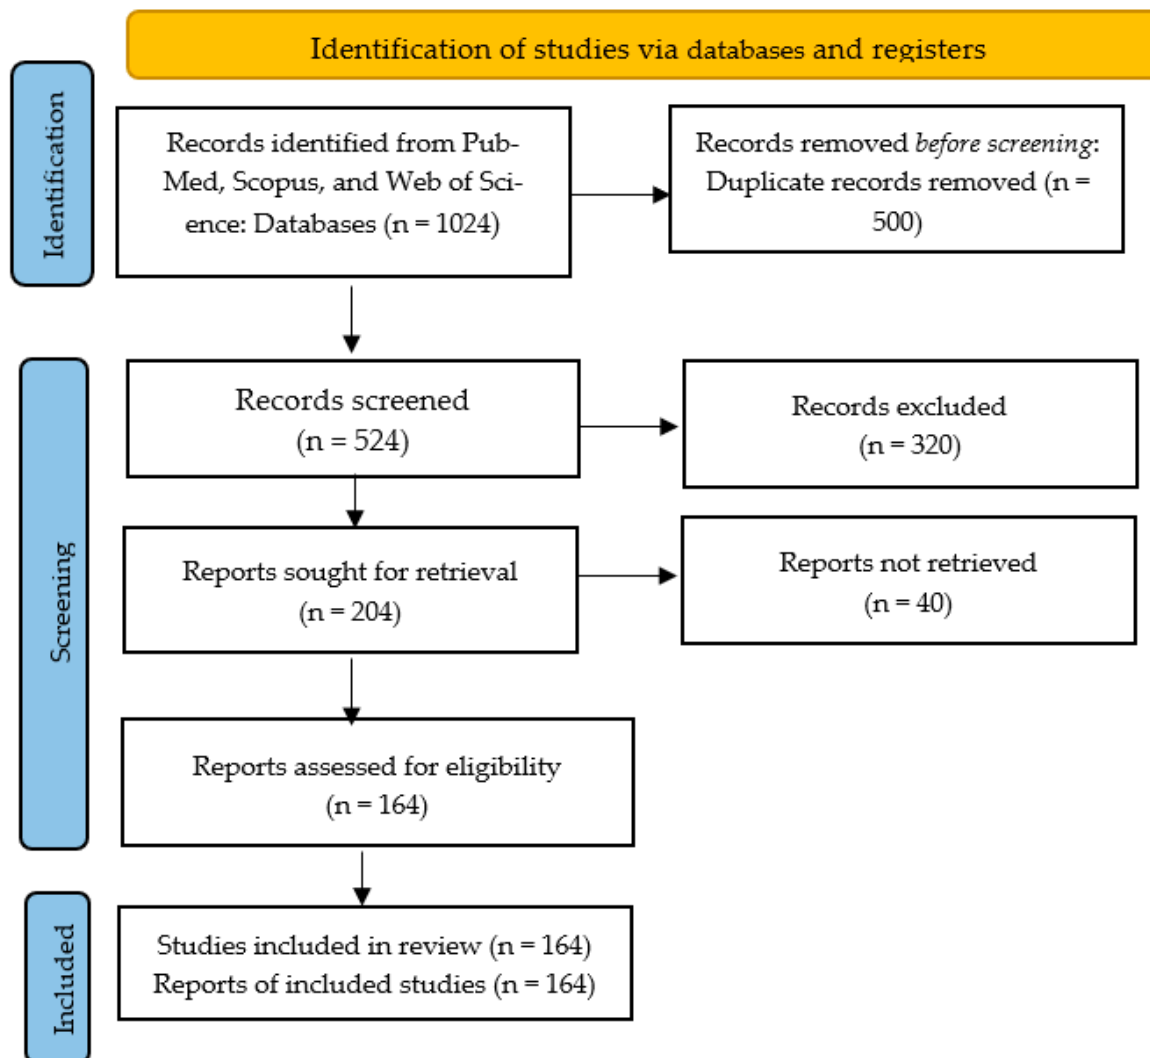 Identification of studies via databases and registers
Identification
Records identified from Pub-
Med, Scopus, and Web of Sci-
ence: Databases (n = 1024)
Records removed before screening:
Duplicate records removed (n =
500)
Screening
Records screened
(n = 524)
Records excluded
(n = 320)
Reports sought for retrieval
(n = 204)
Reports not retrieved
(n = 40)
Reports assessed for eligibility
(n = 164)
Included
Studies included in review (n = 164)
Reports of included studies (n = 164)